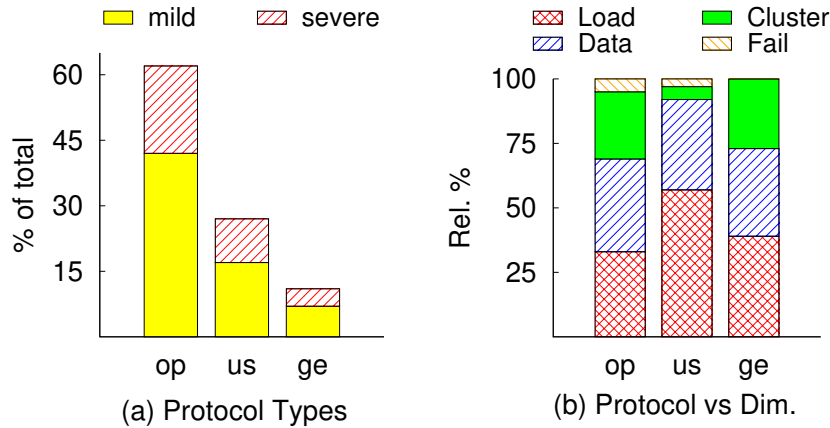 mild severe
% of total
60
45
30
15
op us ge
(a) Protocol Types
Load Cluster
Data Fail
Rel. %
100
75
50
25
op us ge
(b) Protocol vs Dim.